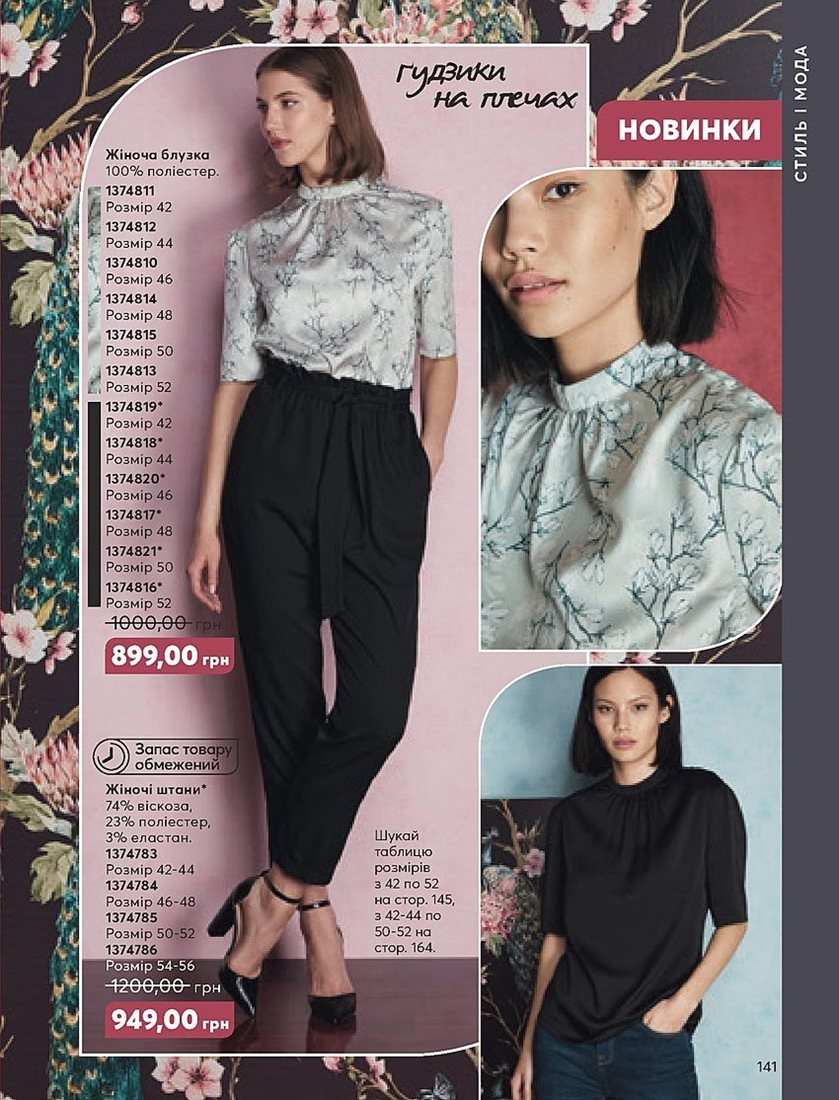 гудзики
на плечах
НОВИНКИ
СТИЛЬ І МОДА
Жіноча блузка
100% поліестер.
1374811
Розмір 42
1374812
Розмір 44
1374810
Розмір 46
1374814
Розмір 48
1374815
Розмір 50
1374813
Розмір 52
1374819*
Розмір 42
1374818*
Розмір 44
1374820*
Розмір 46
1374817*
Розмір 48
1374821*
Розмір 50
1374816*
Розмір 52
1000,00 грн
899,00 грн
Запас товару
обмежений
Жіночі штани*
74% віскоза,
23% поліестер,
3% еластан.
1374783
Розмір 42-44
1374784
Розмір 46-48
1374785
Розмір 50-52
1374786
Розмір 54-56
1200,00 грн
949,00 грн
Шукай
таблицю
розмірів
з 42 по 52
на стор. 145,
з 42-44 по
50-52 на
стор. 164.
141